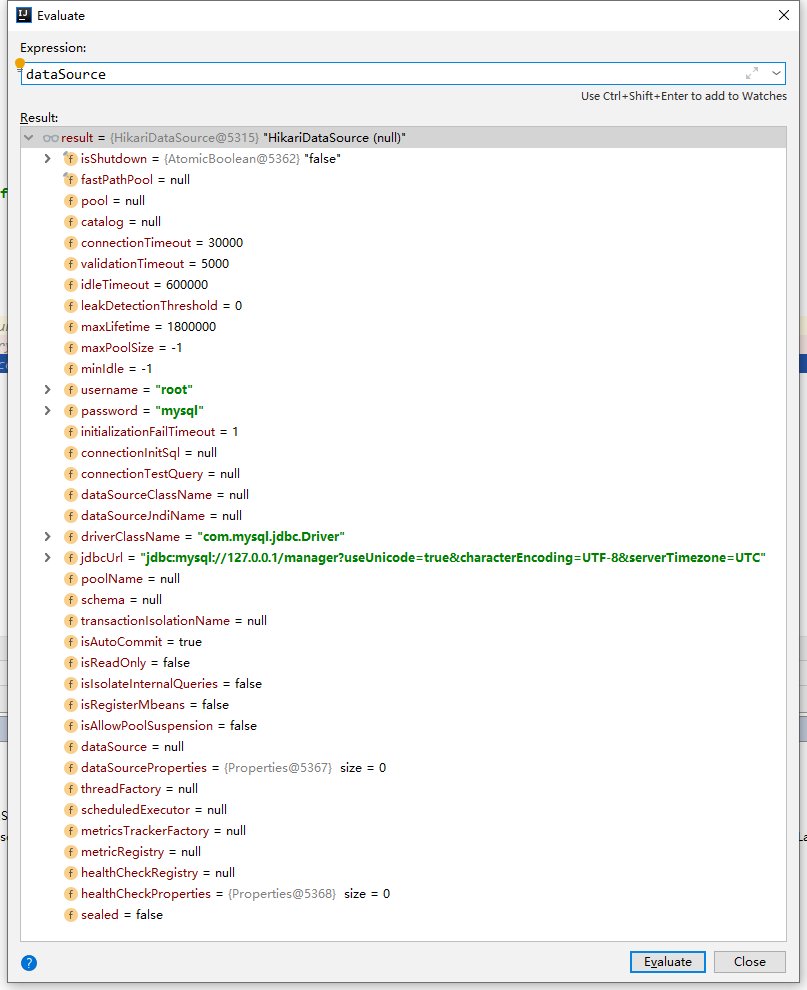 Evaluate
Expression:
dataSource
Use Ctrl+Shift+Enter to add to Watches
Result:
result = {HikariDataSource@5315} "HikariDataSource (null)"
isShutdown = {AtomicBoolean@5362} "false"
fastPathPool = null
pool = null
catalog = null
connectionTimeout = 30000
validationTimeout = 5000
idleTimeout = 600000
leakDetectionThreshold = 0
maxLifetime = 1800000
maxPoolSize = -1
minIdle = -1
username = "root"
password = "mysql"
initializationFailTimeout = 1
connectionInitSql = null
connectionTestQuery = null
dataSourceClassName = null
dataSourceJndiName = null
driverClassName = "com.mysql.jdbc.Driver"
jdbcUrl = "jdbc:mysql://127.0.0.1/manager?useUnicode=true&characterEncoding=UTF-8&serverTimezone=UTC"
poolName = null
schema = null
transactionIsolationName = null
isAutoCommit = true
isReadOnly = false
isIsolateInternalQueries = false
isRegisterMbeans = false
isAllowPoolSuspension = false
dataSource = null
dataSourceProperties = {Properties@5367} size = 0
threadFactory = null
scheduledExecutor = null
metricsTrackerFactory = null
metricRegistry = null
healthCheckRegistry = null
healthCheckProperties = {Properties@5368} size = 0
sealed = false
Evaluate
Close